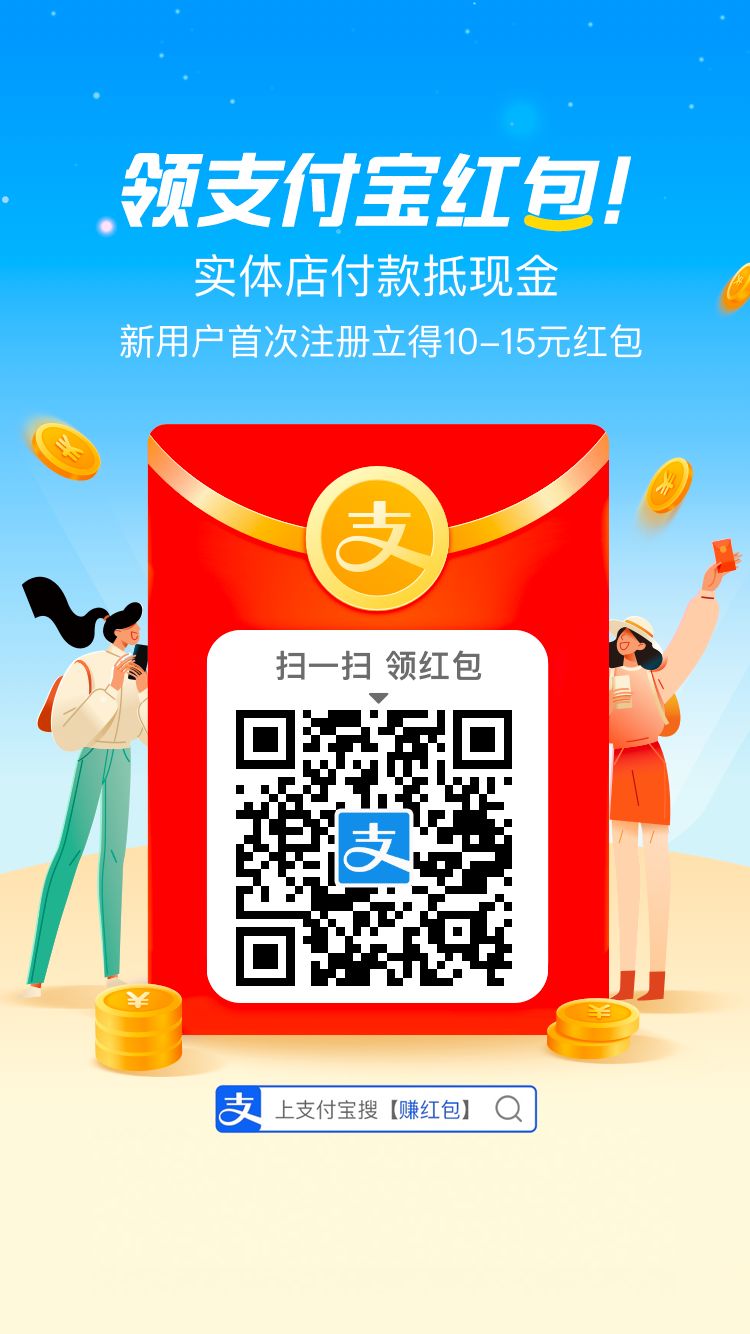 领支付宝红包!
实体店付款抵现金
新用户首次注册立得10-15元红包
支
扫一扫 领红包
支
支 上支付宝搜【赚红包】